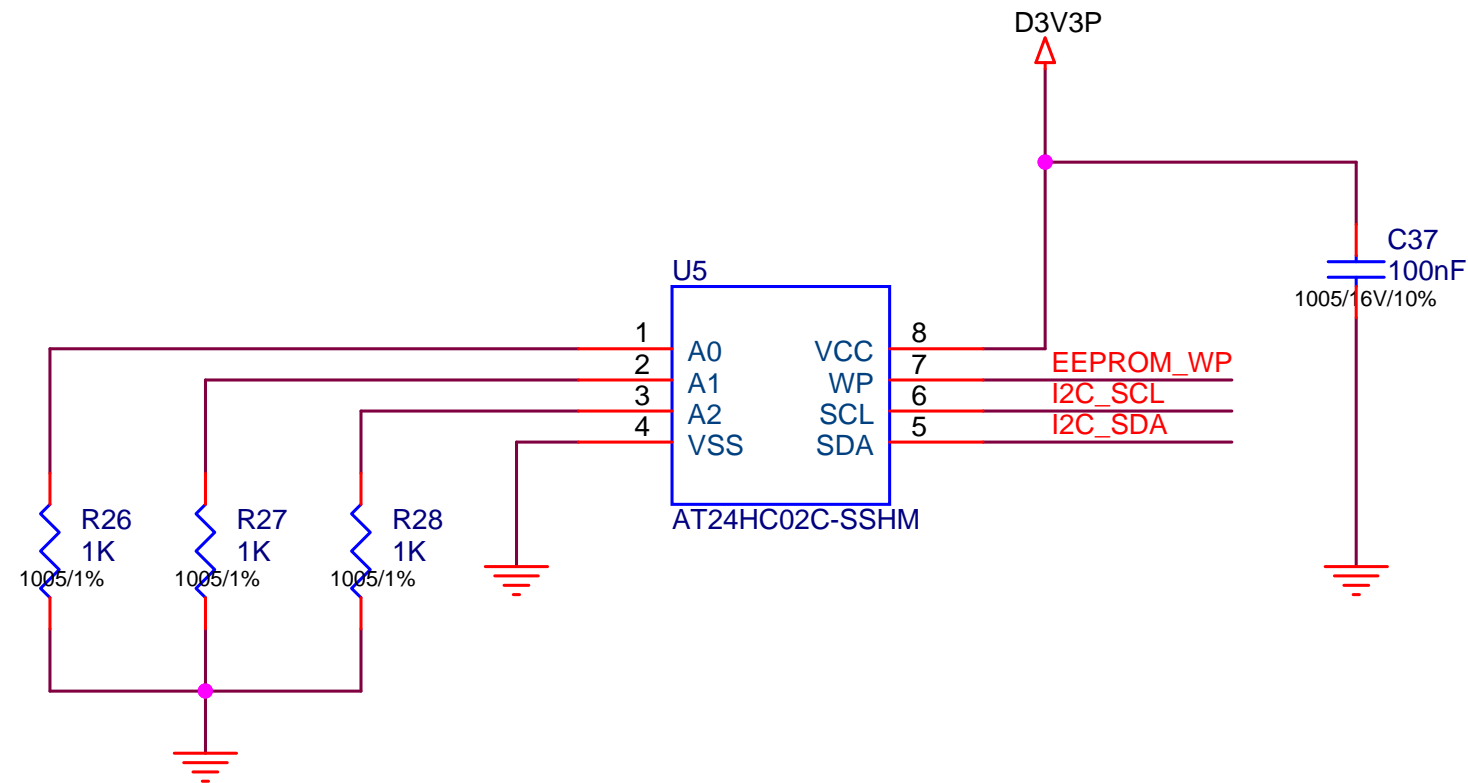 D3V3P
C37
100nF
1005/16V/10%
U5
1
2
3
4
A0
A1
A2
VSS
VCC
WP
SCL
SDA
8
7
6
5
EEPROM_WP
I2C_SCL
I2C_SDA
AT24HC02C-SSHM
R26
1K
1005/1%
R27
1K
1005/1%
R28
1K
1005/1%